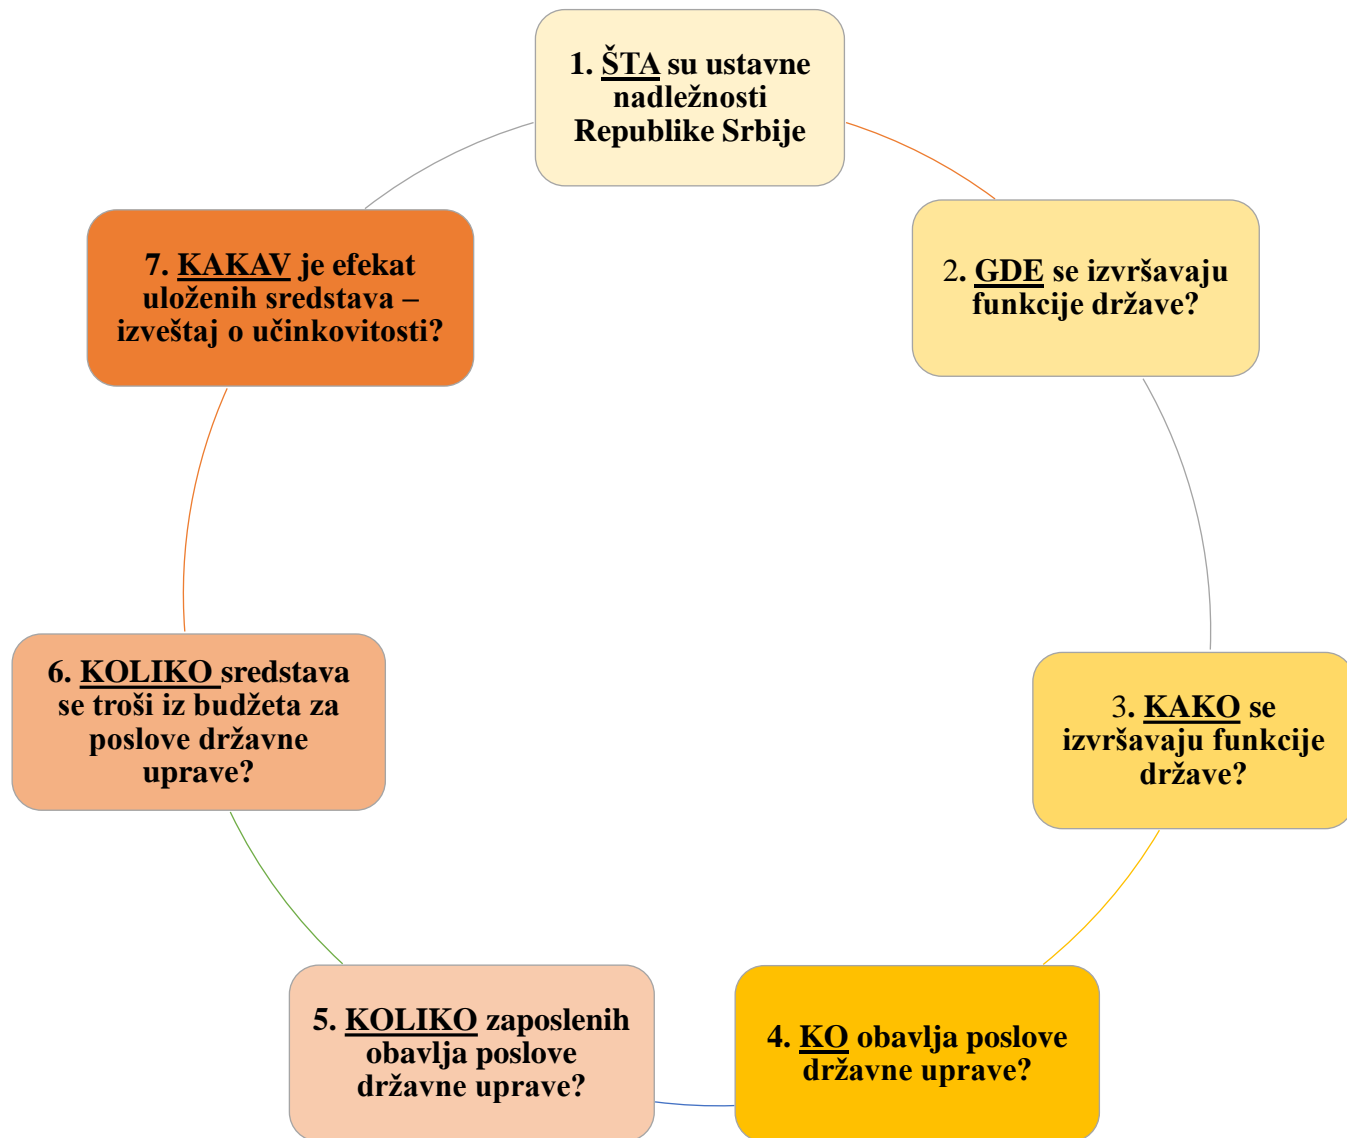 1. ŠTA su ustavne
nadležnosti
Republike Srbije
2. GDE se izvršavaju
funkcije države?
3. KAKO se
izvršavaju funkcije
države?
4. KO obavlja poslove
državne uprave?
5. KOLIKO zaposlenih
obavlja poslove
državne uprave?
6. KOLIKO sredstava
se troši iz budžeta za
poslove državne
uprave?
7. KAKAV je efekat
uloženih sredstava –
izveštaj o učinkovitosti?